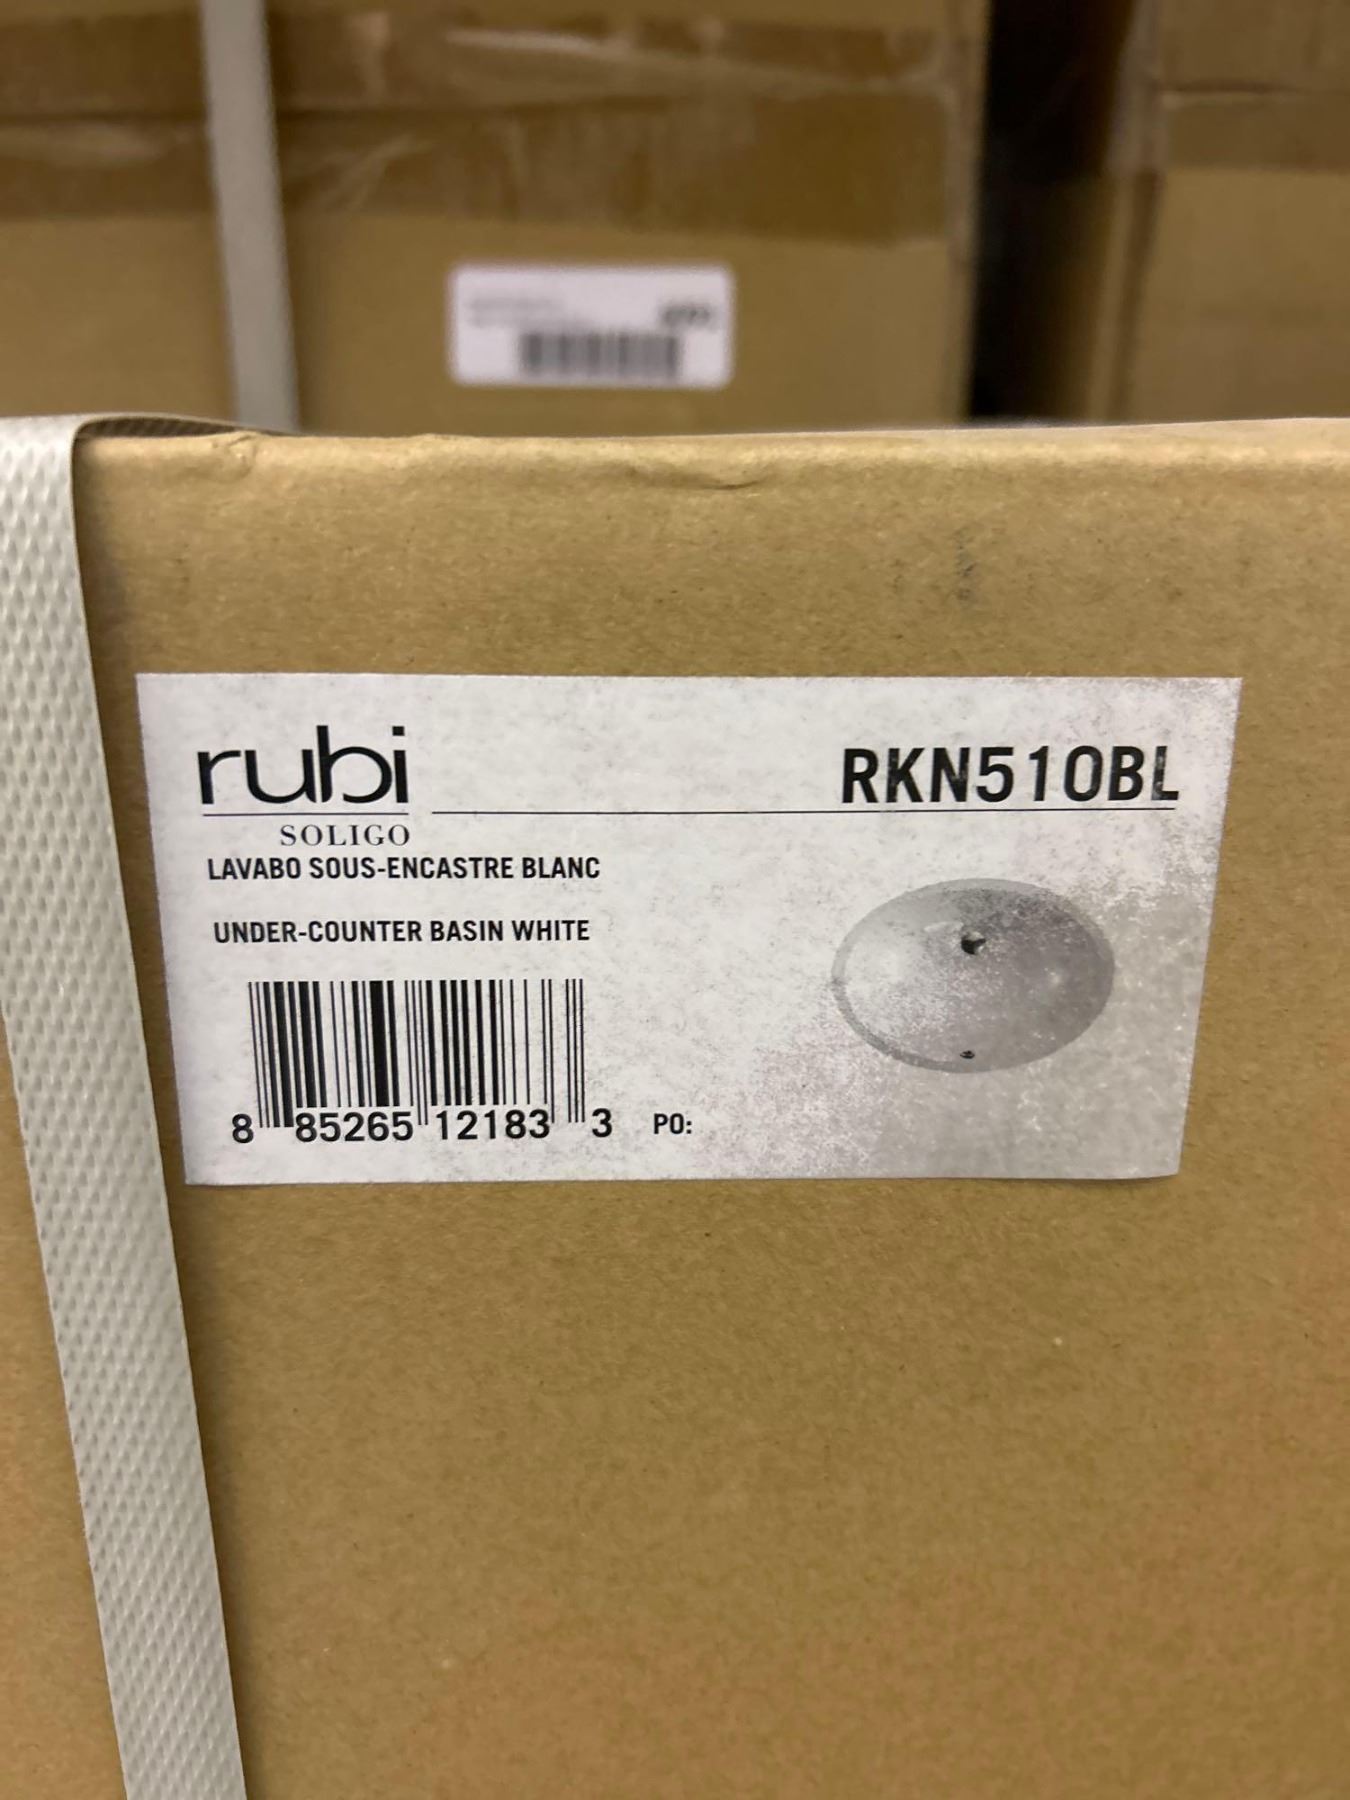 rubi
RKN510BL
SOLIGO
LAVABO SOUS-ENCASTRE BLANC
UNDER-COUNTER BASIN WHITE
8 85265 12183 3
PO: